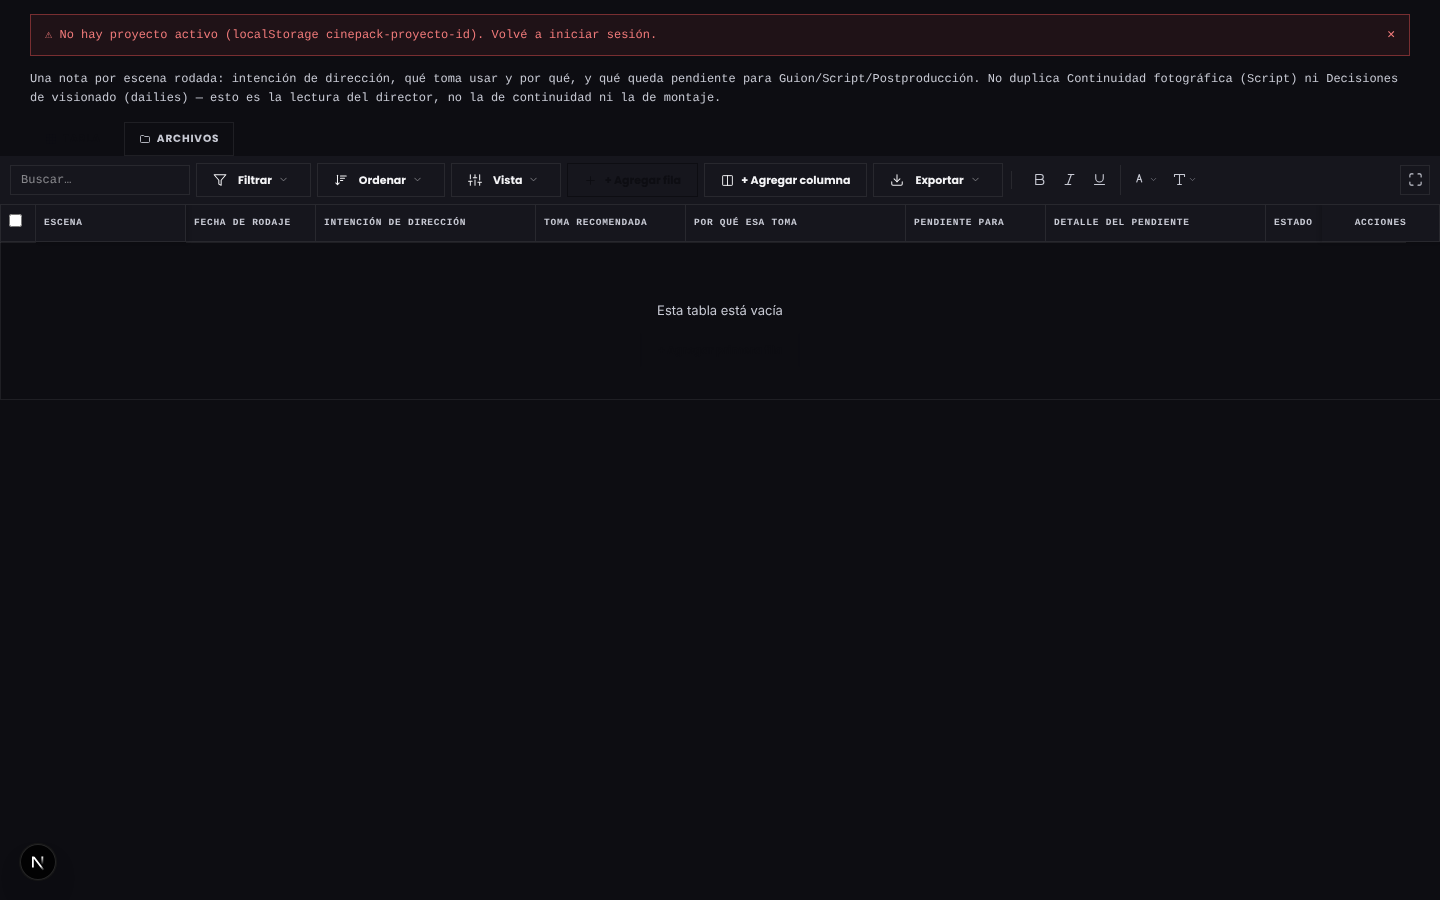 ⚠ No hay proyecto activo (localStorage cinepack-proyecto-id). Volvé a iniciar sesión. ×
Una nota por escena rodada: intención de dirección, qué toma usar y por qué, y qué queda pendiente para Guion/Script/Postproducción. No duplica Continuidad fotográfica (Script) ni Decisiones
de visionado (dailies) — esto es la lectura del director, no la de continuidad ni la de montaje.
ARCHIVOS
Buscar… Filtrar Ordenar Vista + Agregar fila + Agregar columna Exportar B I U A T
ESCENA FECHA DE RODAJE INTENCIÓN DE DIRECCIÓN TOMA RECOMENDADA POR QUÉ ESA TOMA PENDIENTE PARA DETALLE DEL PENDIENTE ESTADO ACCIONES
Esta tabla está vacía
N